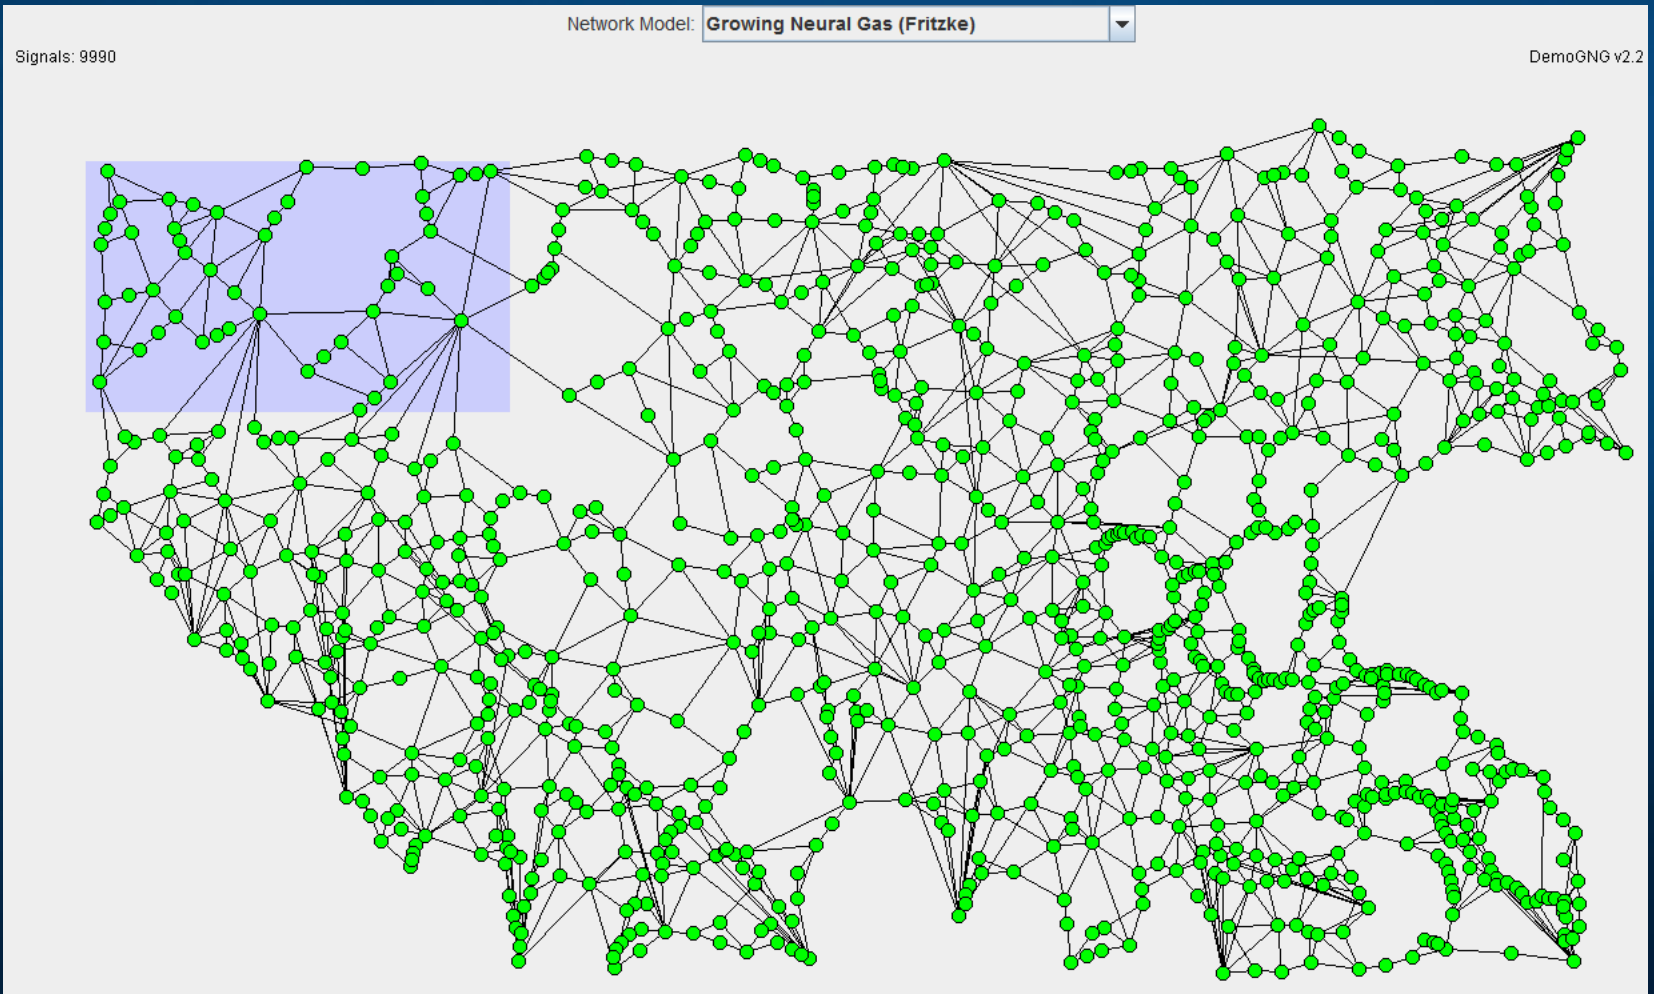 Network Model: Growing Neural Gas (Fritzke)
Signals: 9990
DemoGNG v2.2